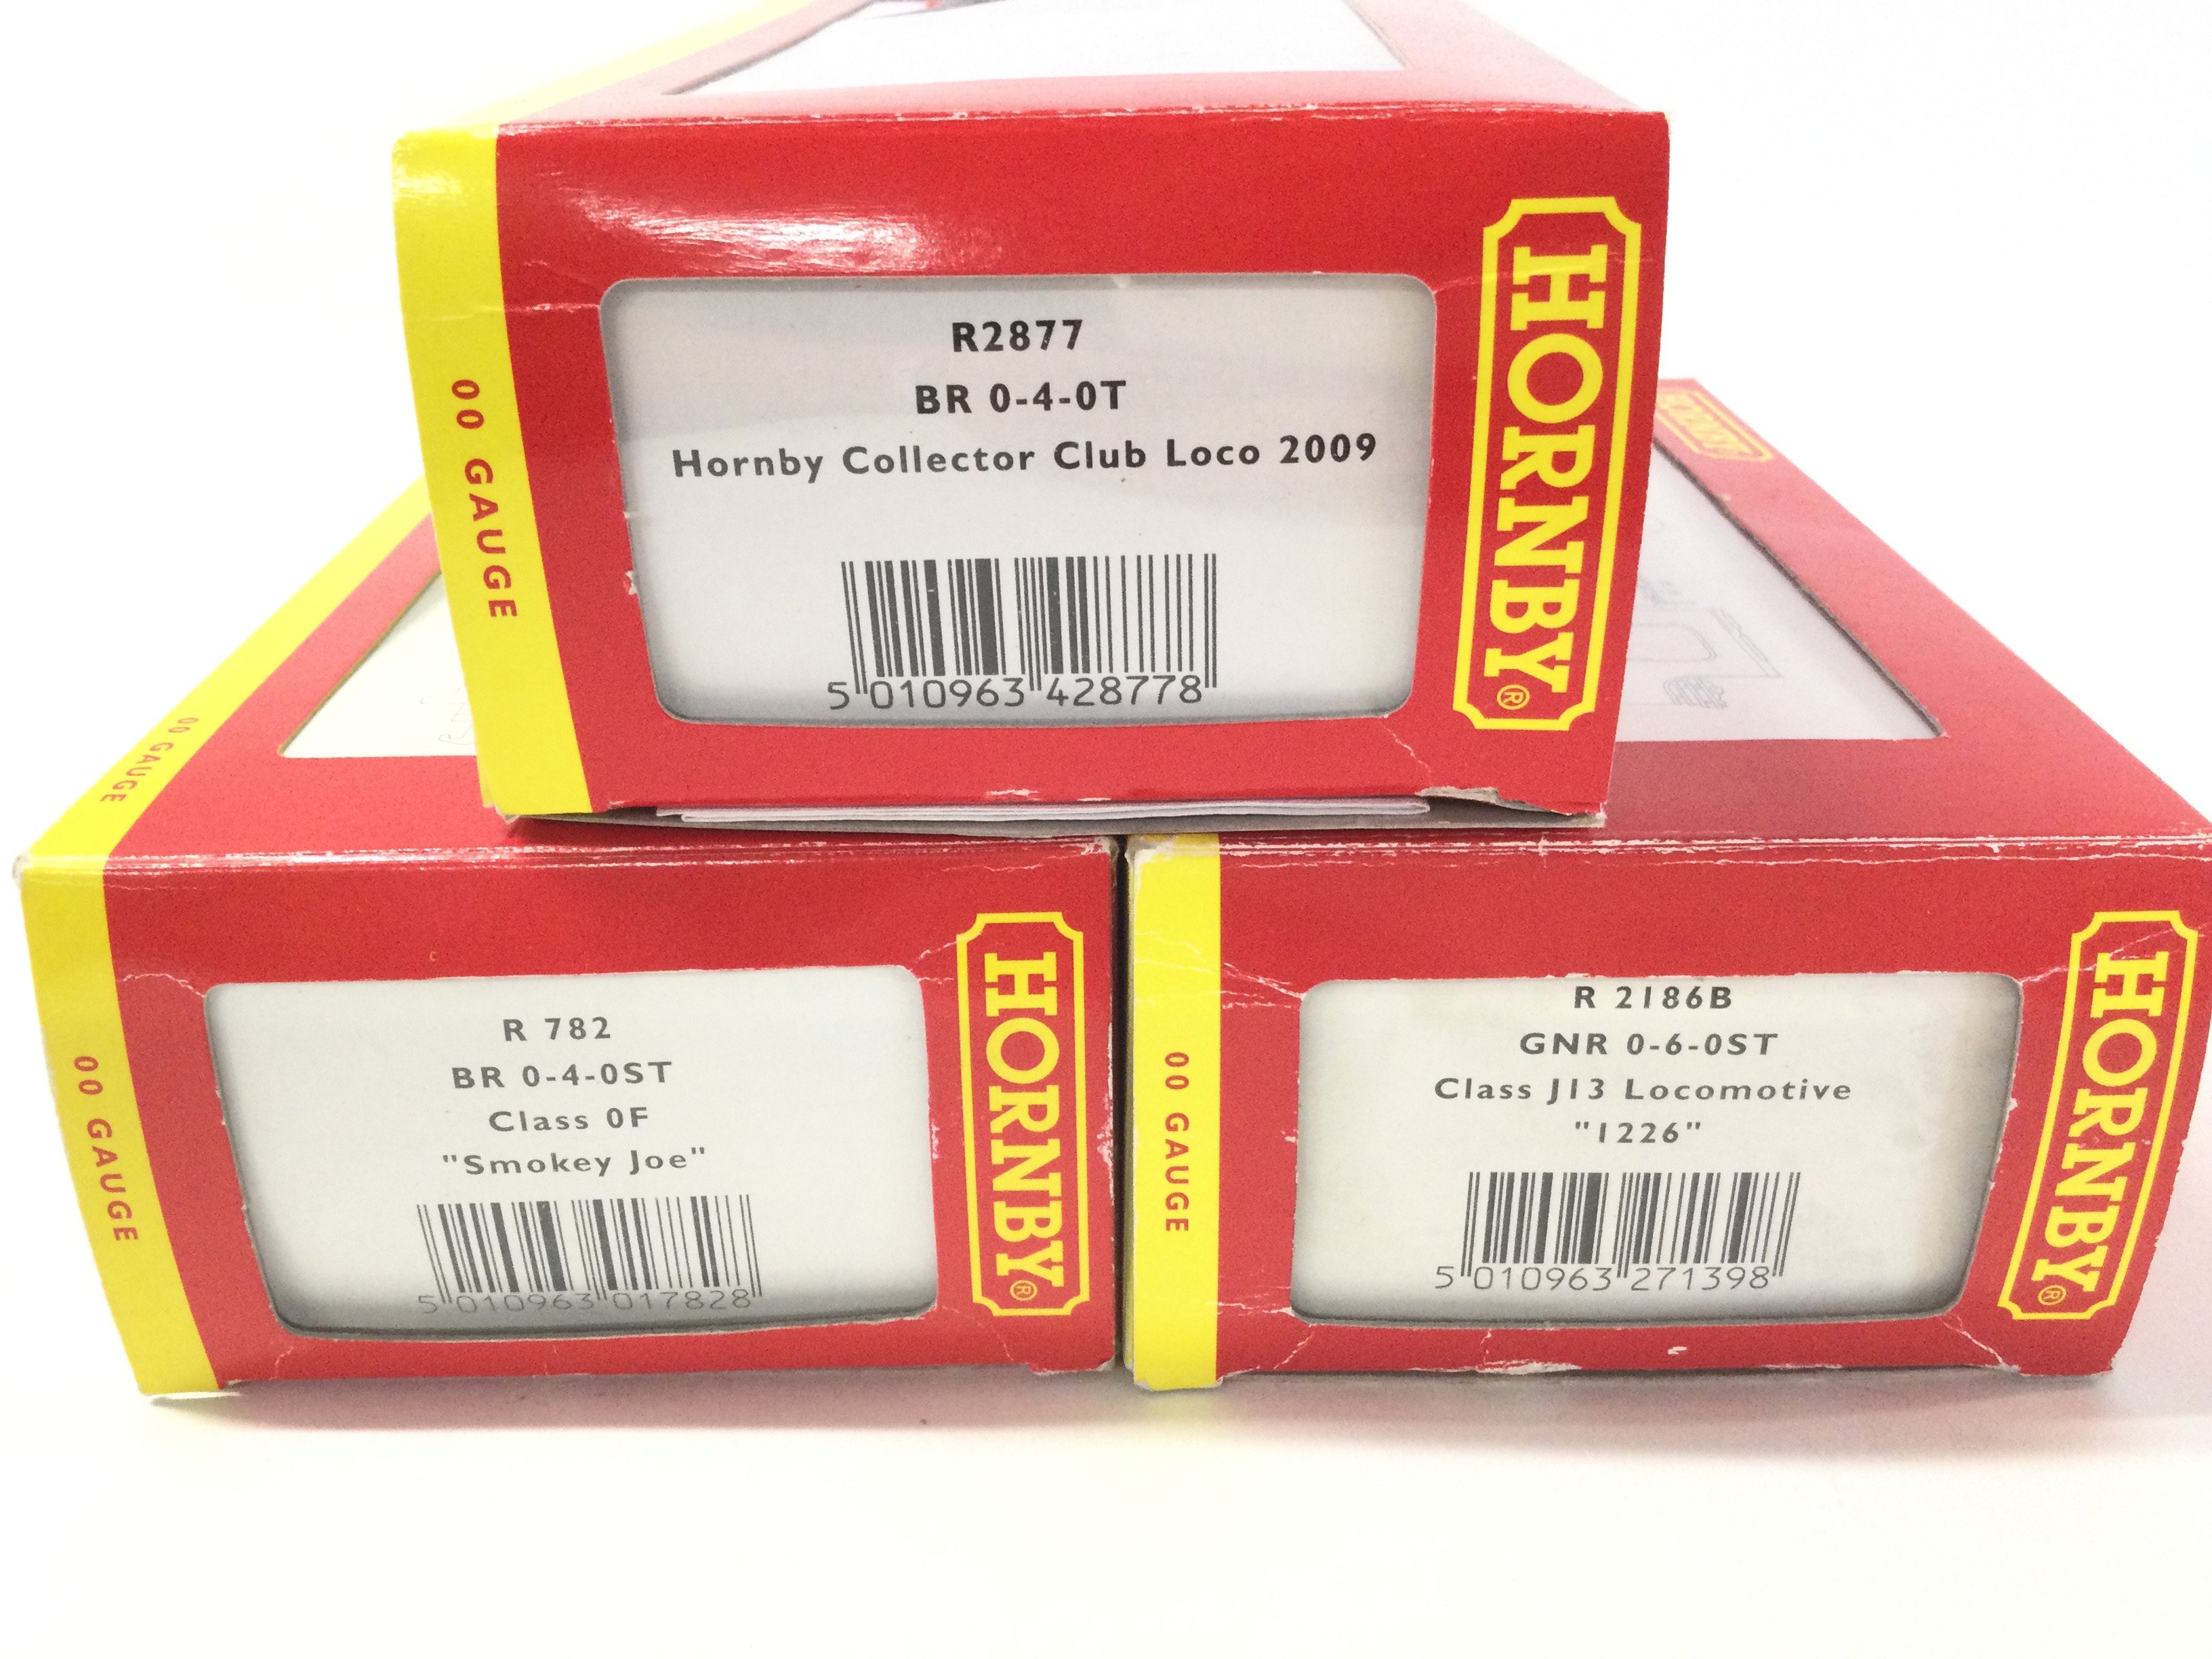 R2877
BR 0-4-0T
Hornby Collector Club Loco 2009
5 010963 428778
00 GAUGE
HORNBY®
HORNBY
00 GAUGE
R 782
BR 0-4-0ST
Class 0F
"Smokey Joe"
5 010963 017828
00 GAUGE
HORNBY®
R 2186B
GNR 0-6-0ST
Class J13 Locomotive
"1226"
5 010963 271398
00 GAUGE
HORNBY®